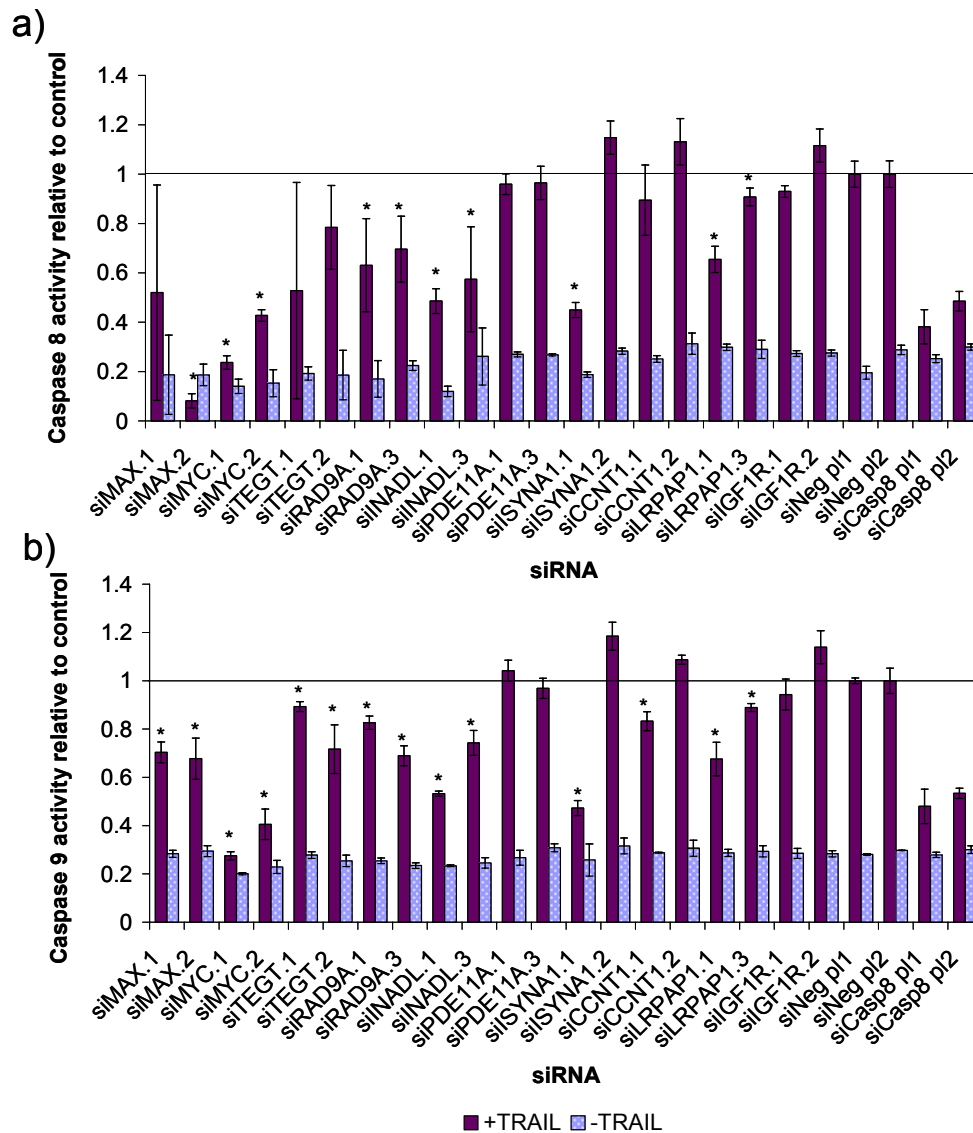 a)
Caspase 8 activity relative to control
1.4
1.2
1
0.8
0.6
0.4
0.2
0
* * * * * * * * * *
siMAX.1
siMAX.2
siMYC.1
siMYC.2
siTEGT.1
siTEGT.2
siRAD9A.1
siRAD9A.3
siINADL.1
siINADL.3
siPDE11A.1
siPDE11A.3
siISYNA1.1
siISYNA1.2
siCCNT1.1
siCCNT1.2
siLRPAP1.1
siLRPAP1.3
siIGF1R.1
siIGF1R.2
siNeg pl1
siNeg pl2
siCasp8 pl1
siCasp8 pl2
siRNA
b)
Caspase 9 activity relative to control
1.4
1.2
1
0.8
0.6
0.4
0.2
0
* * * * * * * * * * * * * *
siMAX.1
siMAX.2
siMYC.1
siMYC.2
siTEGT.1
siTEGT.2
siRAD9A.1
siRAD9A.3
siINADL.1
siINADL.3
siPDE11A.1
siPDE11A.3
siISYNA1.1
siISYNA1.2
siCCNT1.1
siCCNT1.2
siLRPAP1.1
siLRPAP1.3
siIGF1R.1
siIGF1R.2
siNeg pl1
siNeg pl2
siCasp8 pl1
siCasp8 pl2
siRNA
+TRAIL -TRAIL